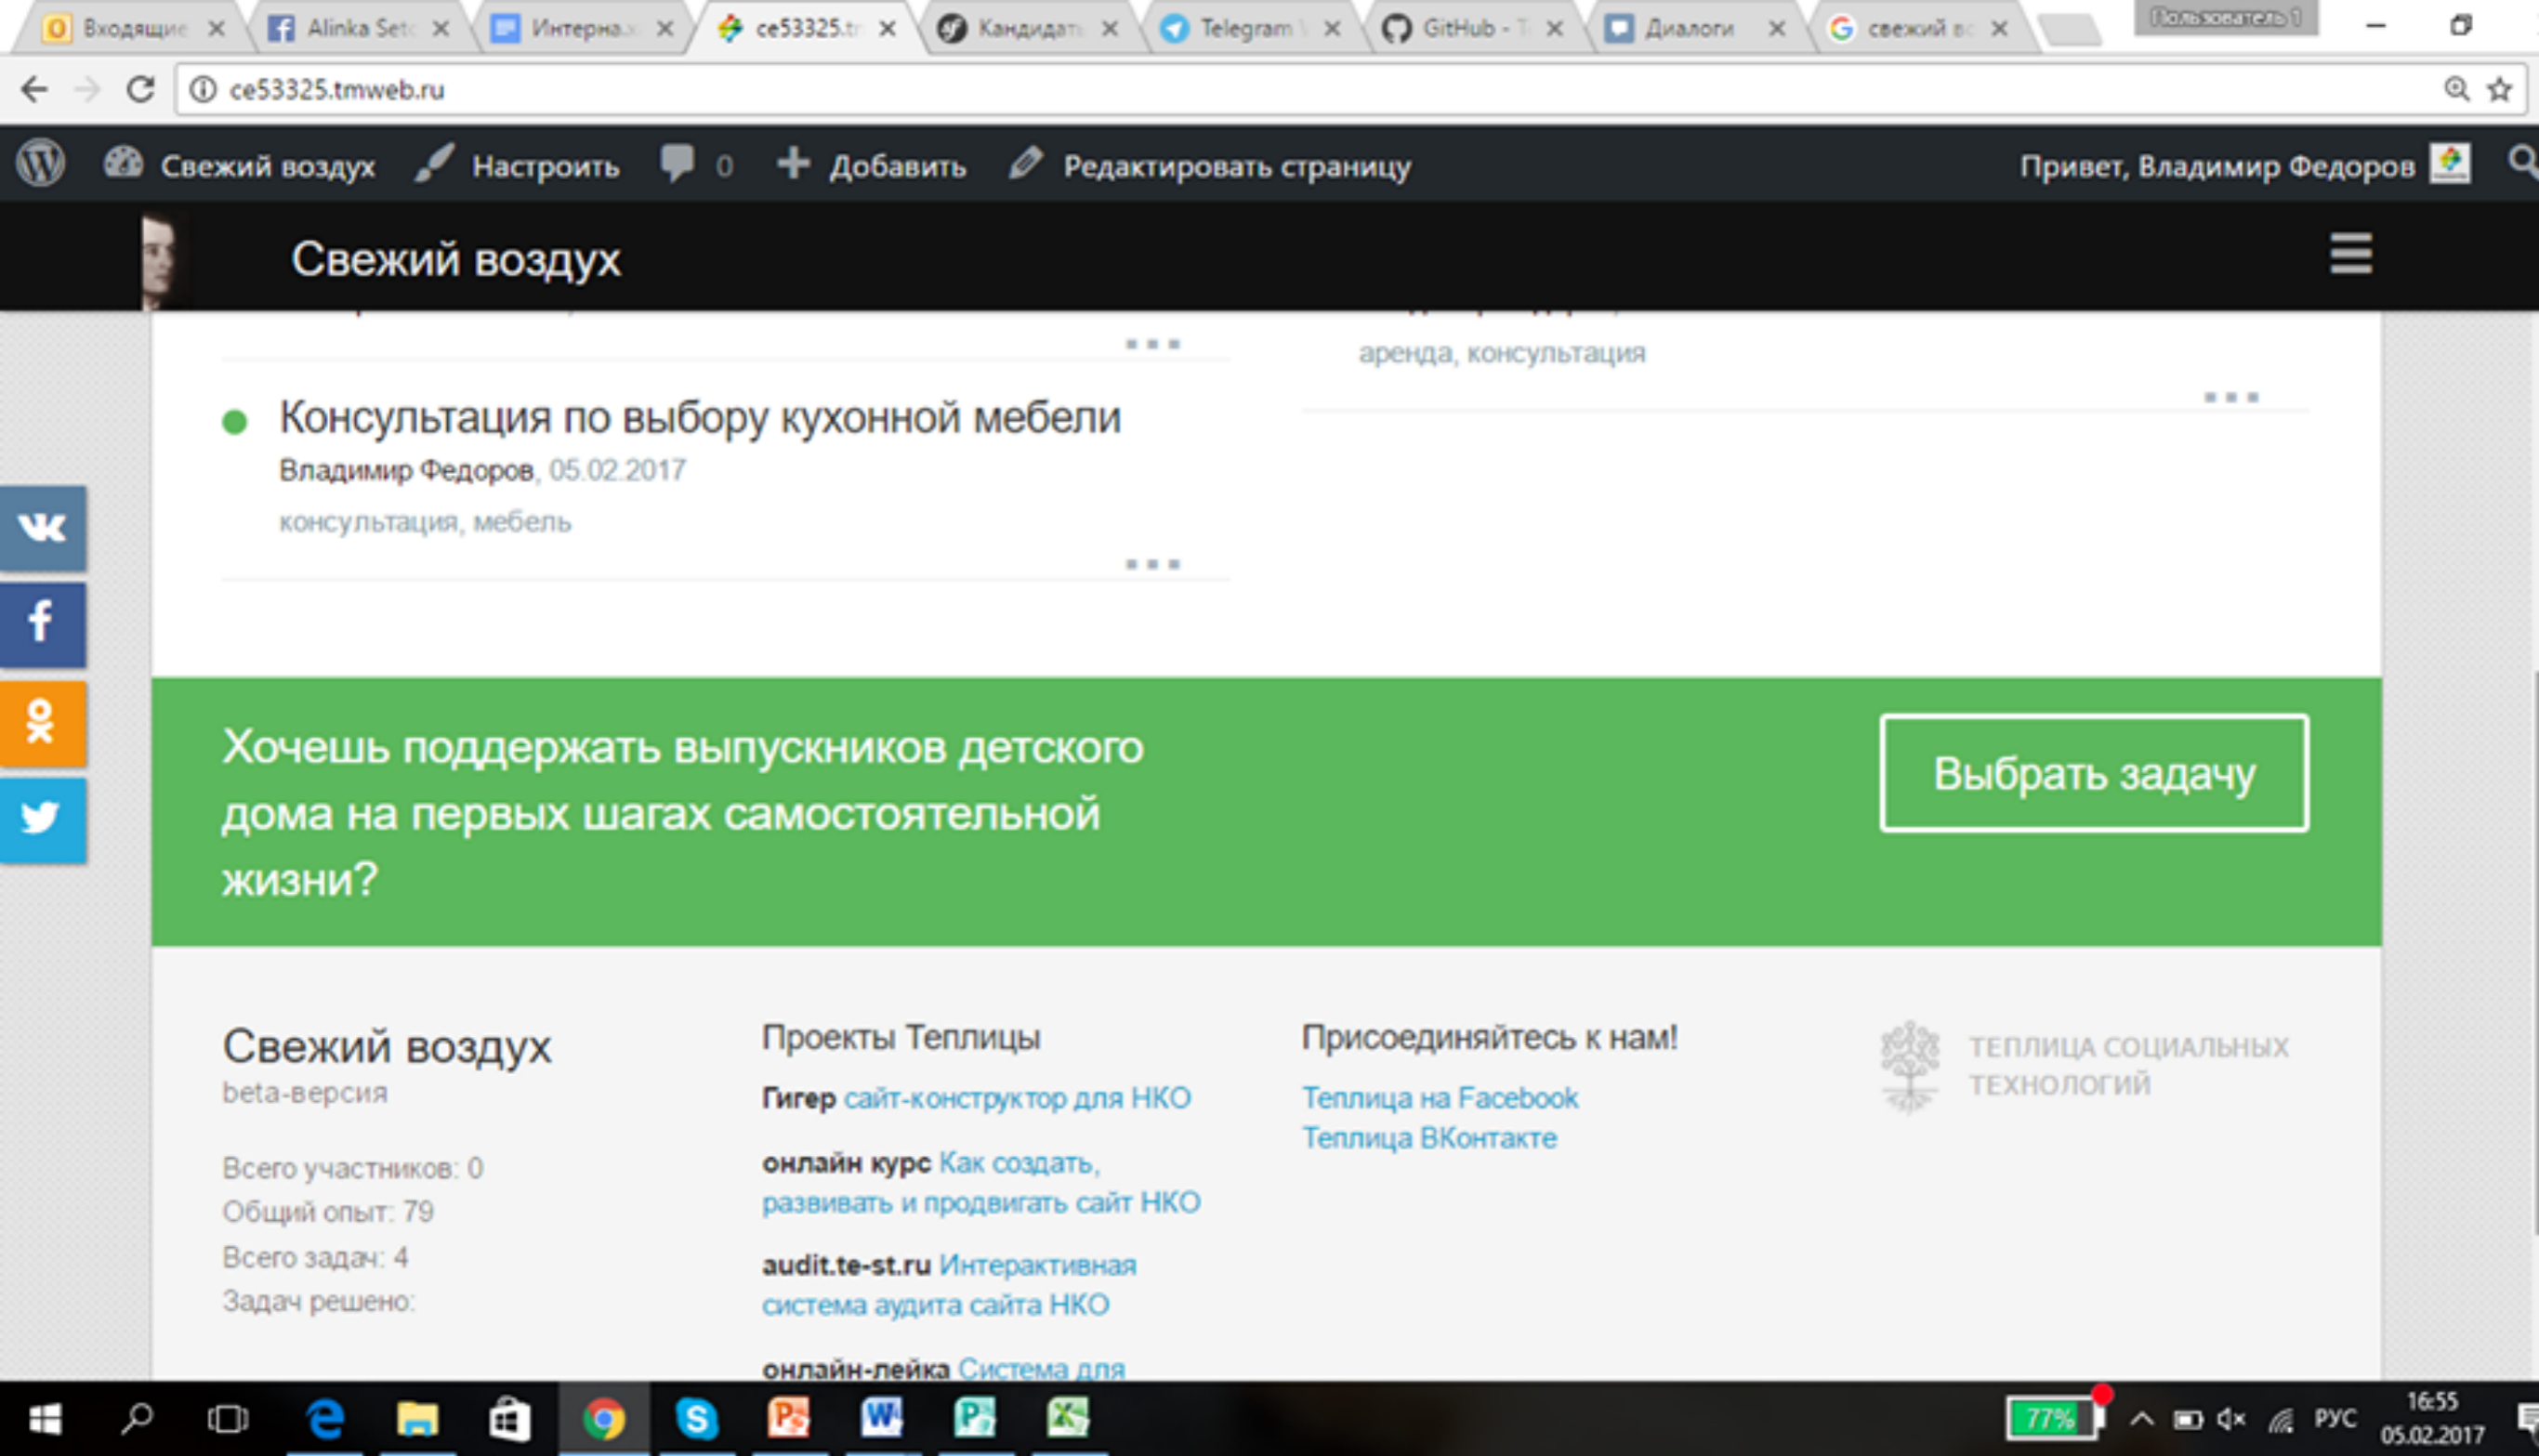 Входящие
Alinka Seto
Интерна
ce53325.tm
Кандидат
Telegram
GitHub -
Диалоги
свежий во
Пользователь 1
ce53325.tmweb.ru
Свежий воздух
Настроить
0
Добавить
Редактировать страницу
Привет, Владимир Федоров
Свежий воздух
аренда, консультация
Консультация по выбору кухонной мебели
Владимир Федоров, 05.02.2017
консультация, мебель
Хочешь поддержать выпускников детского
дома на первых шагах самостоятельной
жизни?
Выбрать задачу
Свежий воздух
beta-версия
Всего участников: 0
Общий опыт: 79
Всего задач: 4
Задач решено:
Проекты Теплицы
Гигер сайт-конструктор для НКО
онлайн курс Как создать,
развивать и продвигать сайт НКО
audit.te-st.ru Интерактивная
система аудита сайта НКО
онлайн-лейка Система для
Присоединяйтесь к нам!
Теплица на Facebook
Теплица ВКонтакте
ТЕПЛИЦА СОЦИАЛЬНЫХ
ТЕХНОЛОГИЙ
77%
РУС
16:55
05.02.2017